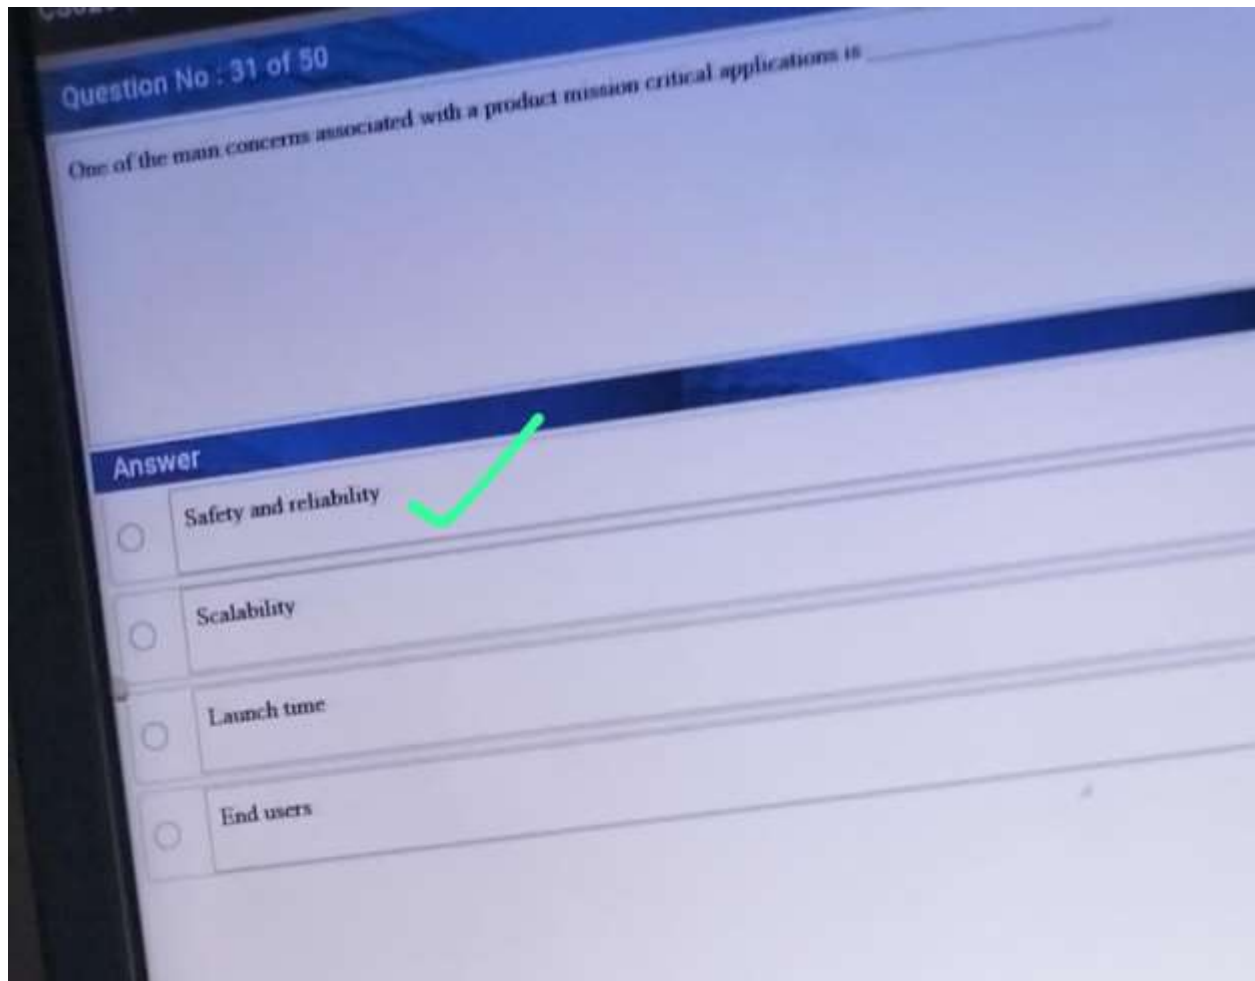 Question No : 31 of 50
One of the main concerns associated with a product mission critical applications is
Answer
Safety and reliability
Scalability
Launch time
End users